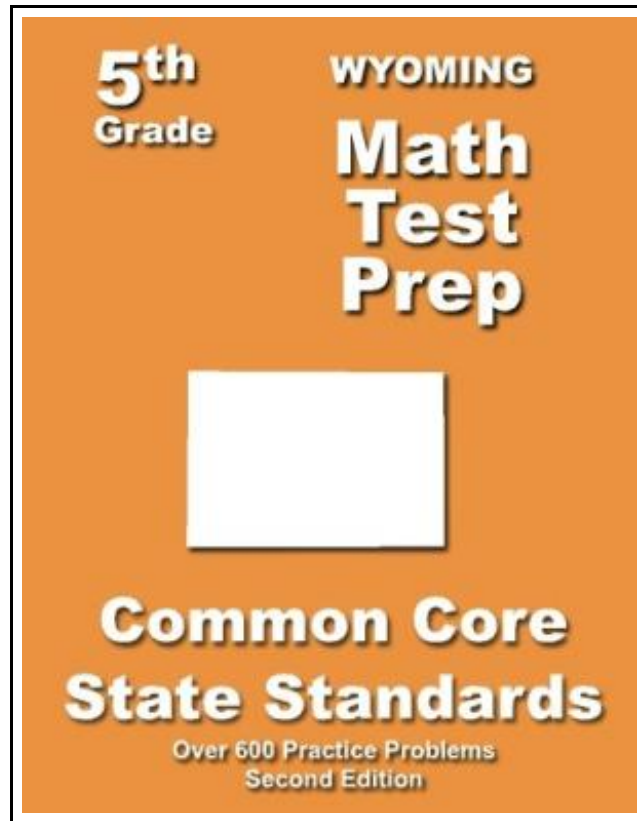 5th
Grade
WYOMING
Math
Test
Prep
Common Core
State Standards
Over 600 Practice Problems
Second Edition